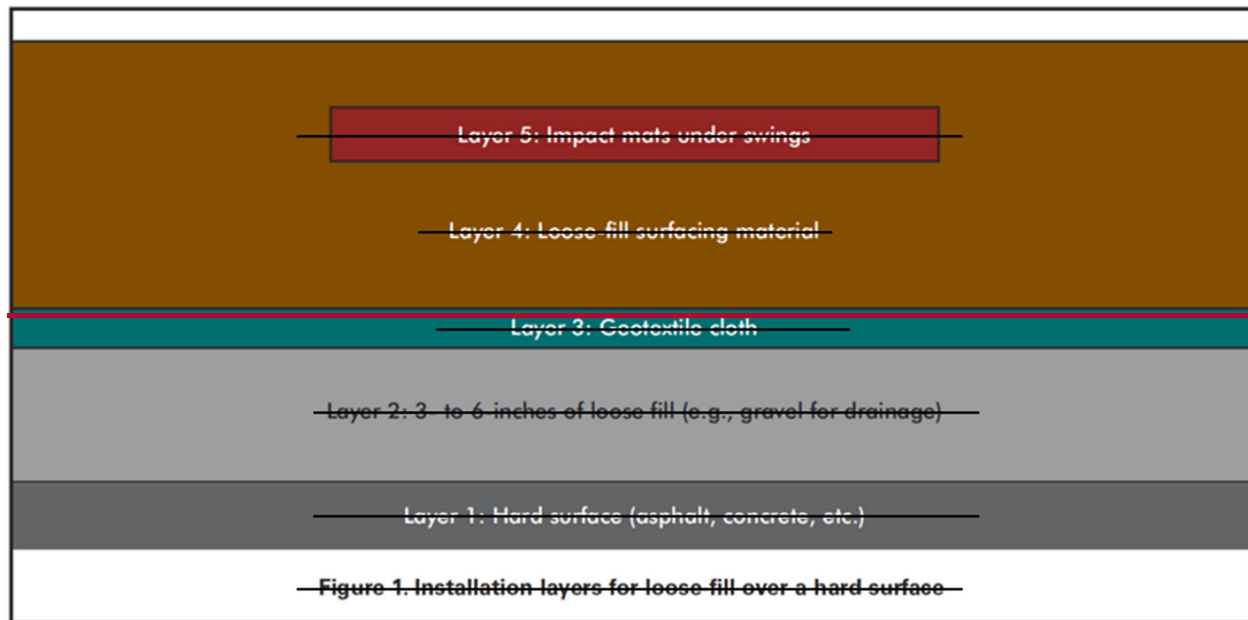 Layer 5: Impact mats under swings
Layer 4: Loose-fill surfacing material
Layer 3: Geotextile cloth
Layer 2: 3- to 6-inches of loose fill (e.g., gravel for drainage)
Layer 1: Hard surface (asphalt, concrete, etc.)
Figure 1. Installation layers for loose fill over a hard surface